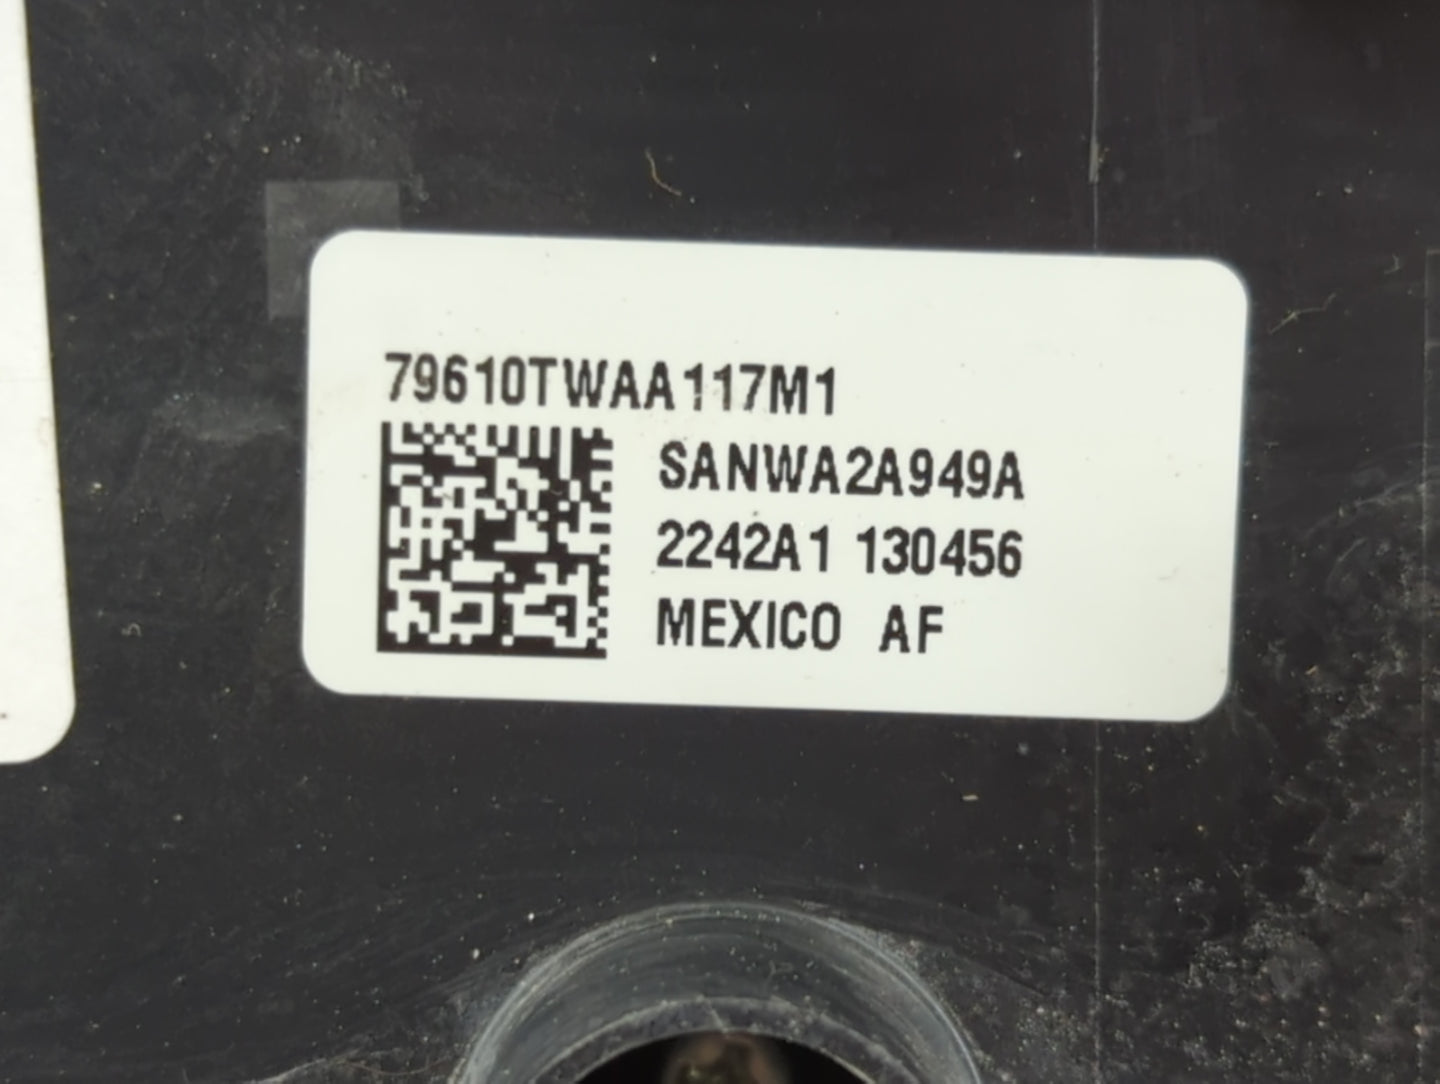 79610TWAA117M1
SANWA2A949A
2242A1 130456
MEXICO AF